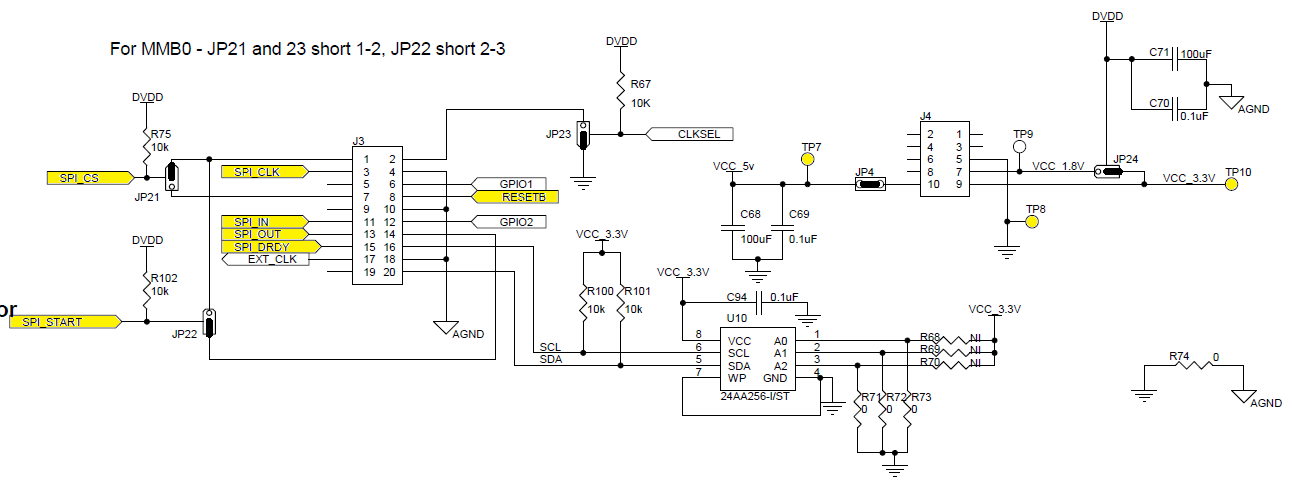 For MMB0 - JP21 and 23 short 1-2, JP22 short 2-3
DVDD
R75
10k
SPI_CS
JP21
DVDD
R102
10k
or
SPI_START
JP22
J3
SPI_CLK
SPI_IN
SPI_OUT
SPI_DRDY
EXT_CLK
1 2
3 4
5 6
7 8
9 10
11 12
13 14
15 16
17 18
19 20
GPIO1
RESETB
GPIO2
AGND
DVDD
R67
10K
JP23
CLKSEL
VCC_3.3V
R100
10k
R101
10k
SCL
SDA
VCC_5v
TP7
JP4
C68
100uF
C69
0.1uF
J4
2 1
4 3
6 5
8 7
10 9
TP9
VCC_1.8V
JP24
VCC_3.3V
TP10
TP8
DVDD
C71
100uF
C70
0.1uF
AGND
VCC_3.3V
C94
0.1uF
U10
8 VCC A0 1
6 SCL A1 2
5 SDA A2 3
7 WP GND 4
24AA256-I/ST
VCC_3.3V
R68 NI
R69 NI
R70 NI
R71
0
R72
0
R73
0
R74
0
AGND